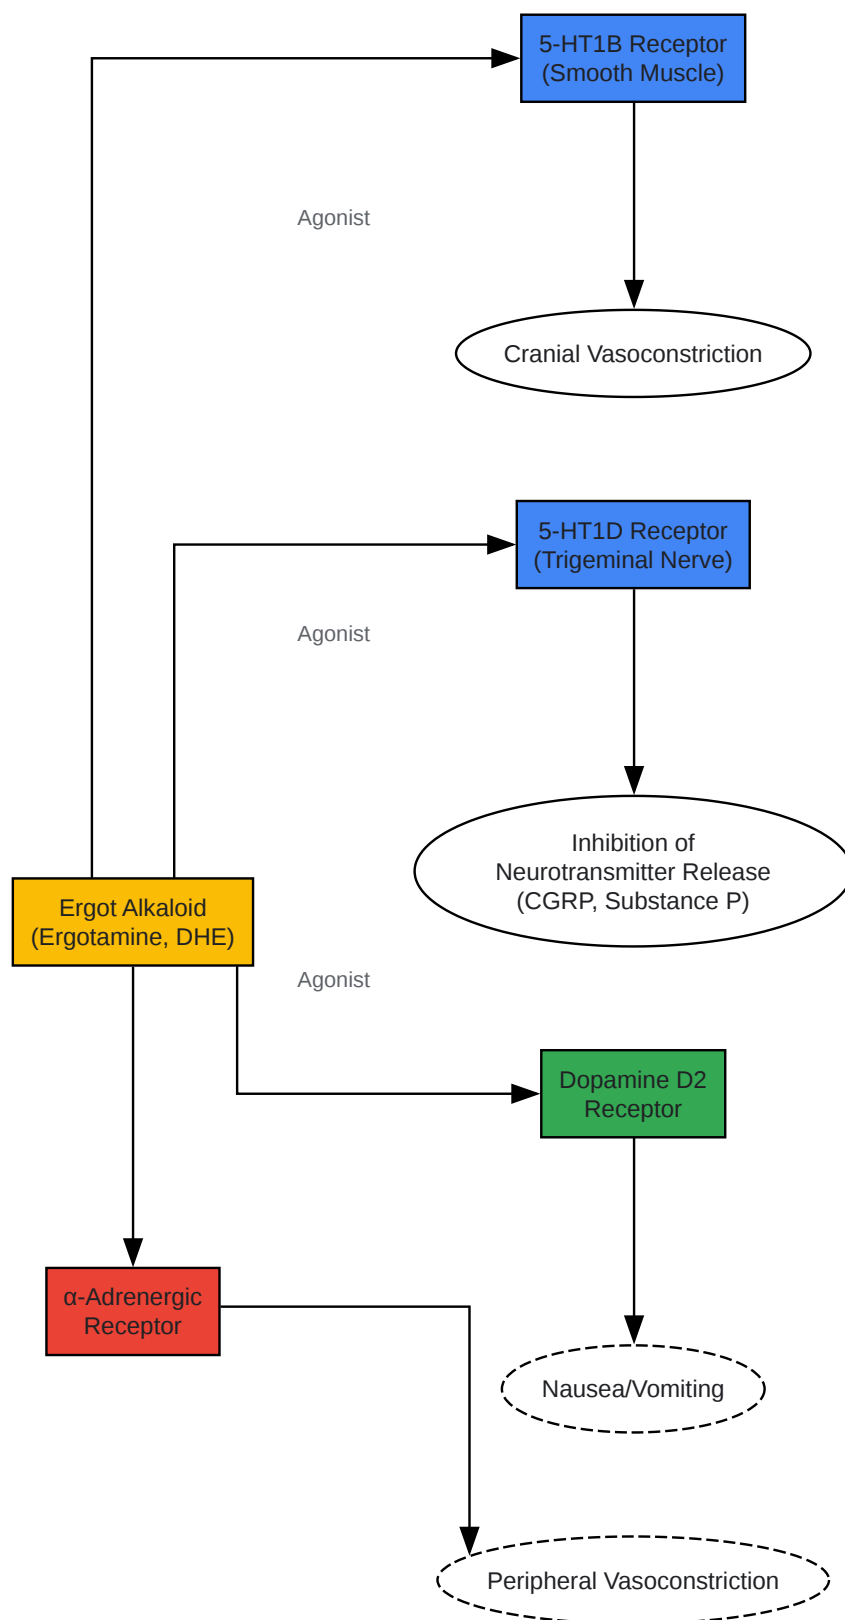 5-HT1B Receptor
(Smooth Muscle)
Agonist
Cranial Vasoconstriction
5-HT1D Receptor
(Trigeminal Nerve)
Agonist
Inhibition of
Neurotransmitter Release
(CGRP, Substance P)
Ergot Alkaloid
(Ergotamine, DHE)
Agonist
Dopamine D2
Receptor
α-Adrenergic
Receptor
Nausea/Vomiting
Peripheral Vasoconstriction